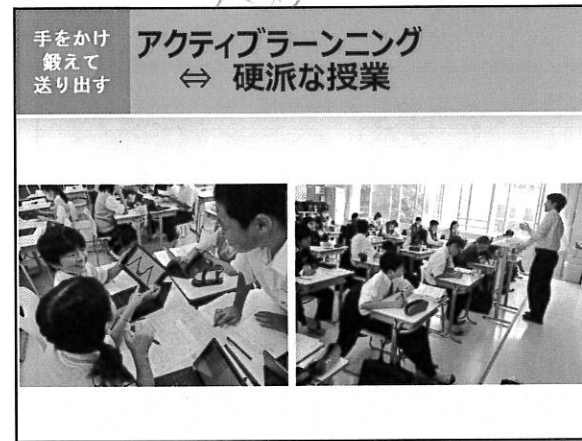 手をかけ
鍛えて
送り出す
アクティブラーンニング
⇔ 硬派な授業